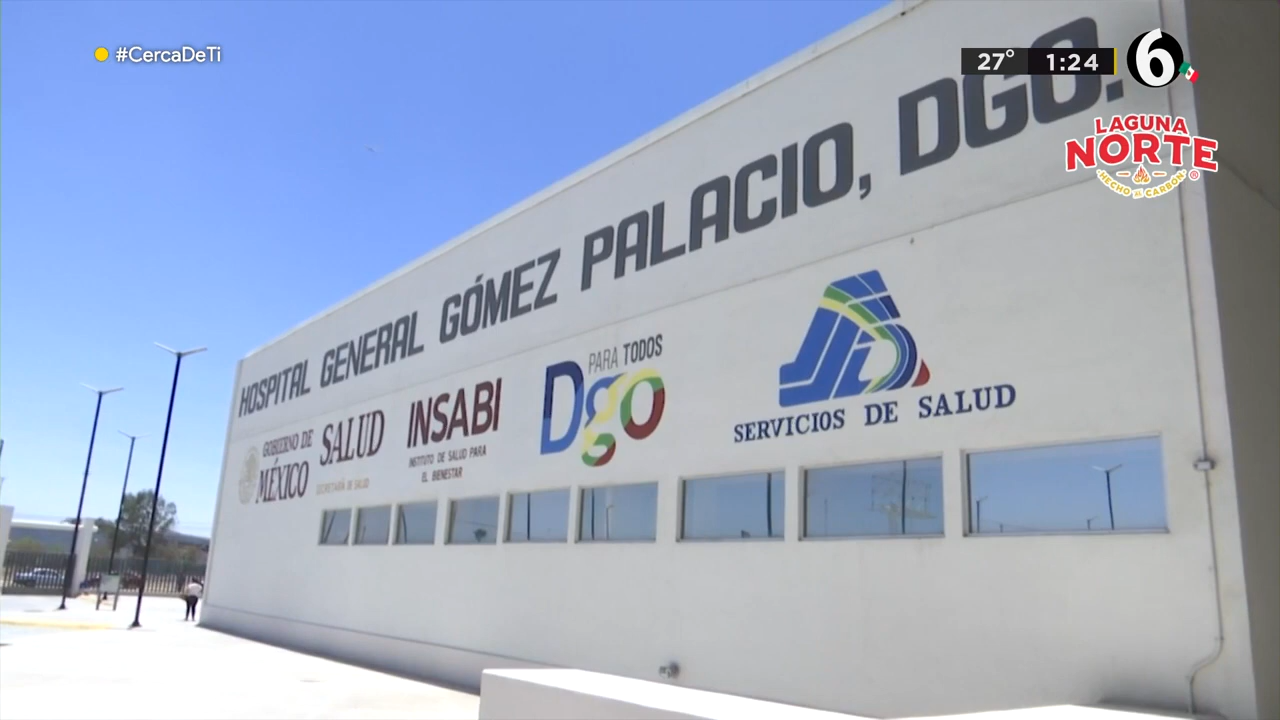 #CercaDeTi
27° 1:24 6
LAGUNA
NORTE
HECHO AL CARBÓN
HOSPITAL GENERAL GÓMEZ PALACIO, DGO.
GOBIERNO DE
MÉXICO
SALUD
SECRETARÍA DE SALUD
INSABI
INSTITUTO DE SALUD PARA
EL BIENESTAR
PARA TODOS
Dgo
SERVICIOS DE SALUD